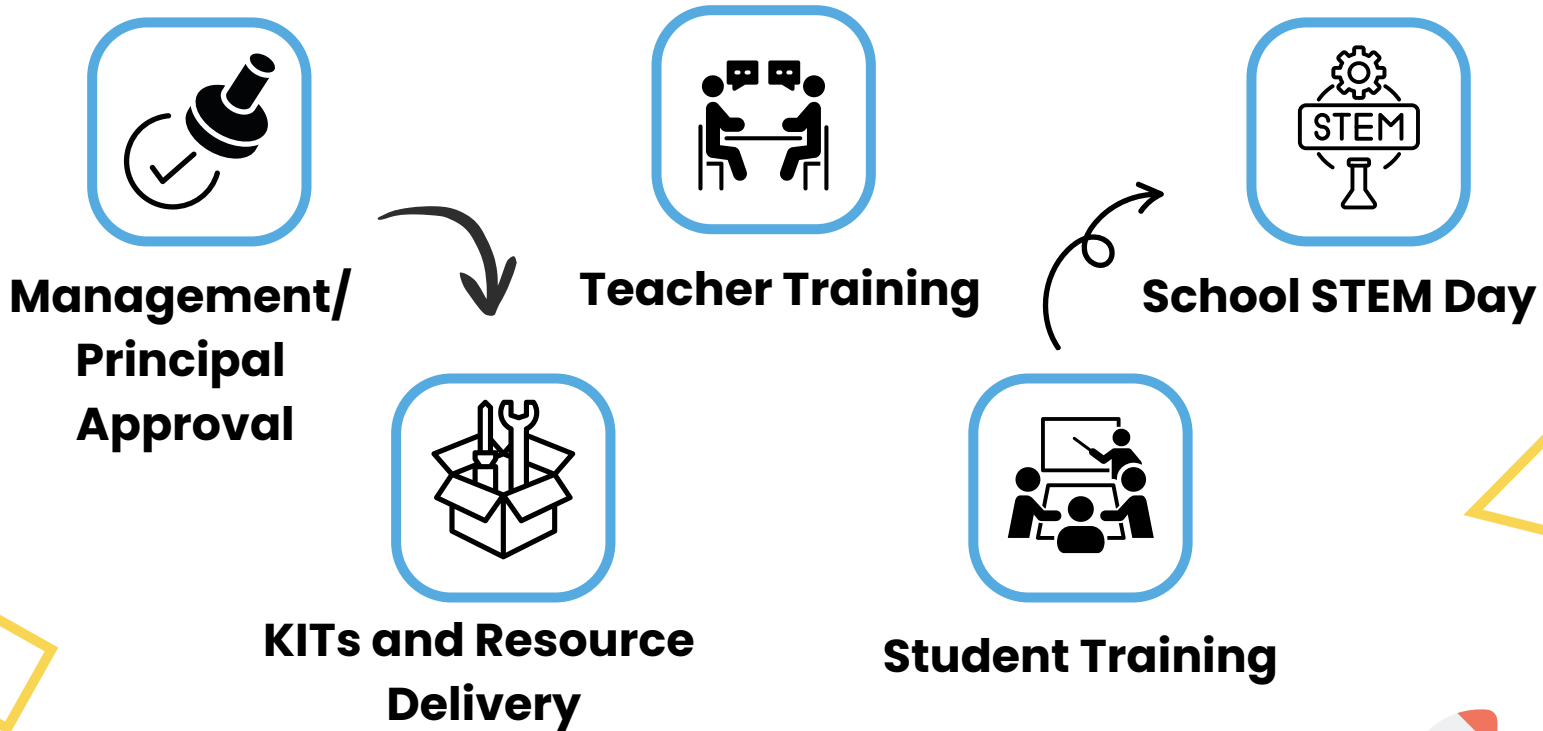 STEM
Management/
Principal
Approval
Teacher Training
School STEM Day
KITs and Resource
Delivery
Student Training